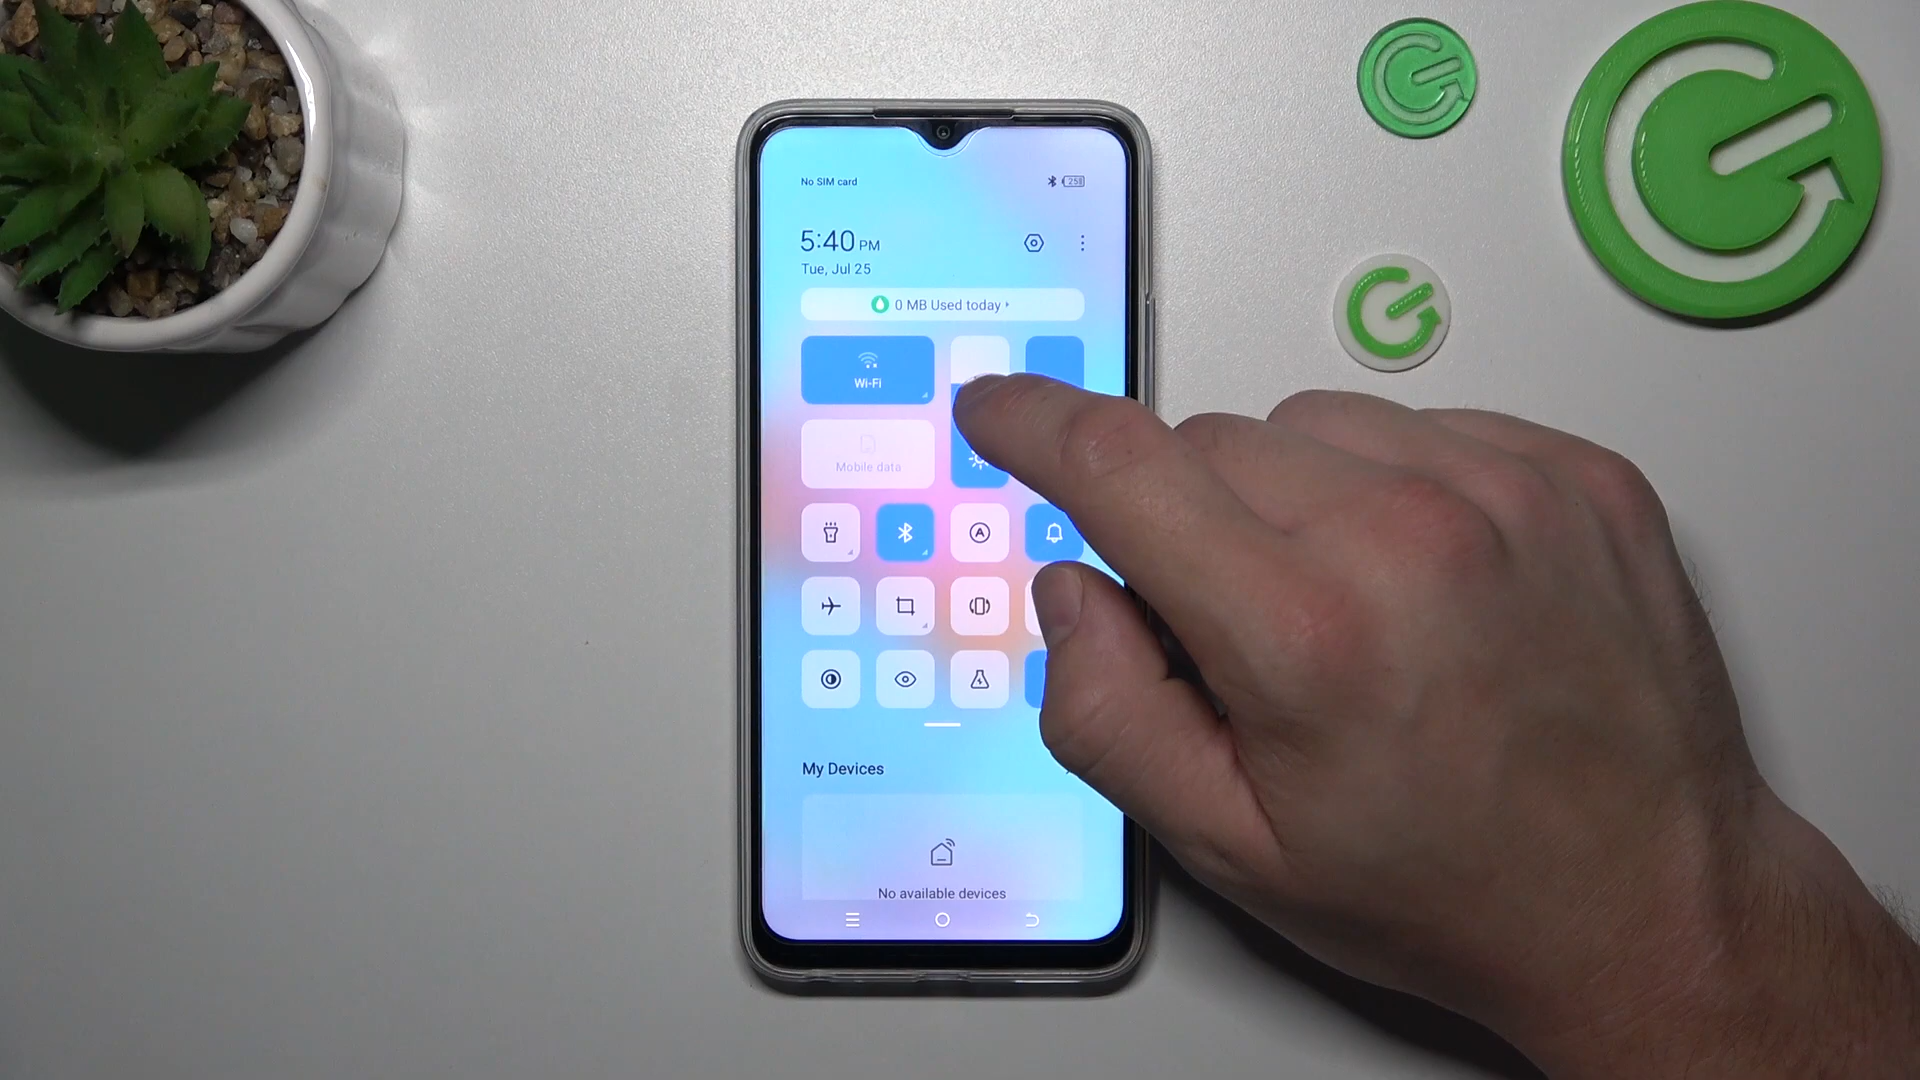 No SIM card
5:40 PM
Tue, Jul 25
0 MB Used today
Wi-Fi
Mobile data
My Devices
No available devices